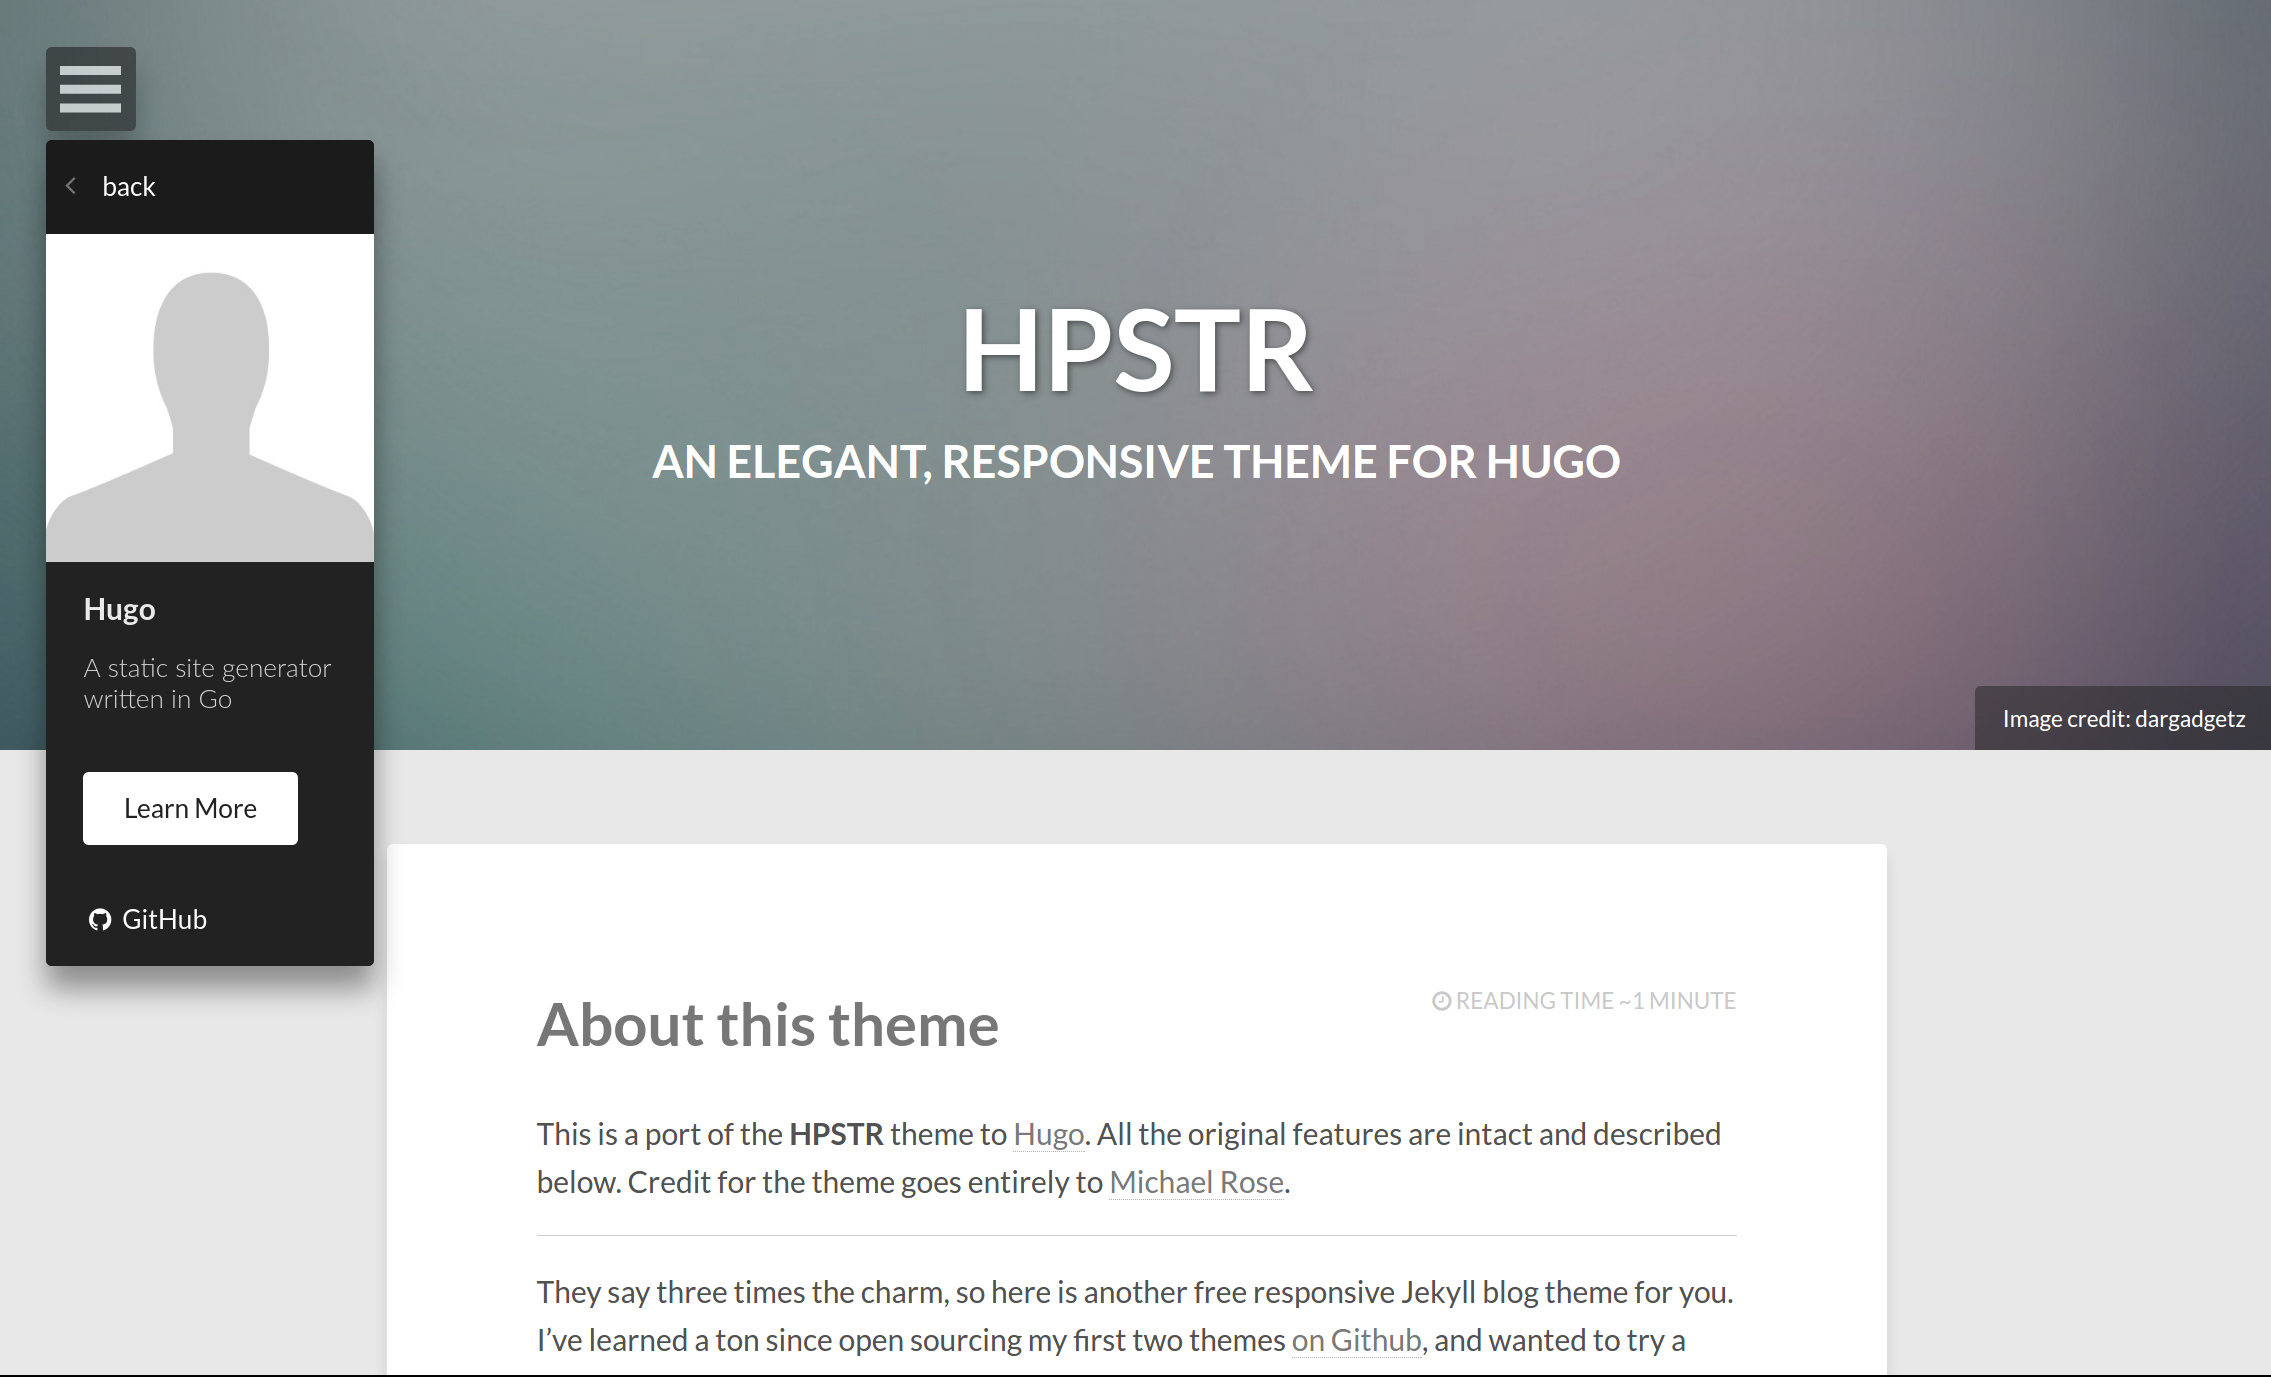 back
HPSTR
AN ELEGANT, RESPONSIVE THEME FOR HUGO
Hugo
A static site generator
written in Go
Image credit: dargadgetz
Learn More
GitHub
About this theme
READING TIME ~1 MINUTE
This is a port of the HPSTR theme to Hugo. All the original features are intact and described
below. Credit for the theme goes entirely to Michael Rose.
They say three times the charm, so here is another free responsive Jekyll blog theme for you.
I’ve learned a ton since open sourcing my first two themes on Github, and wanted to try a